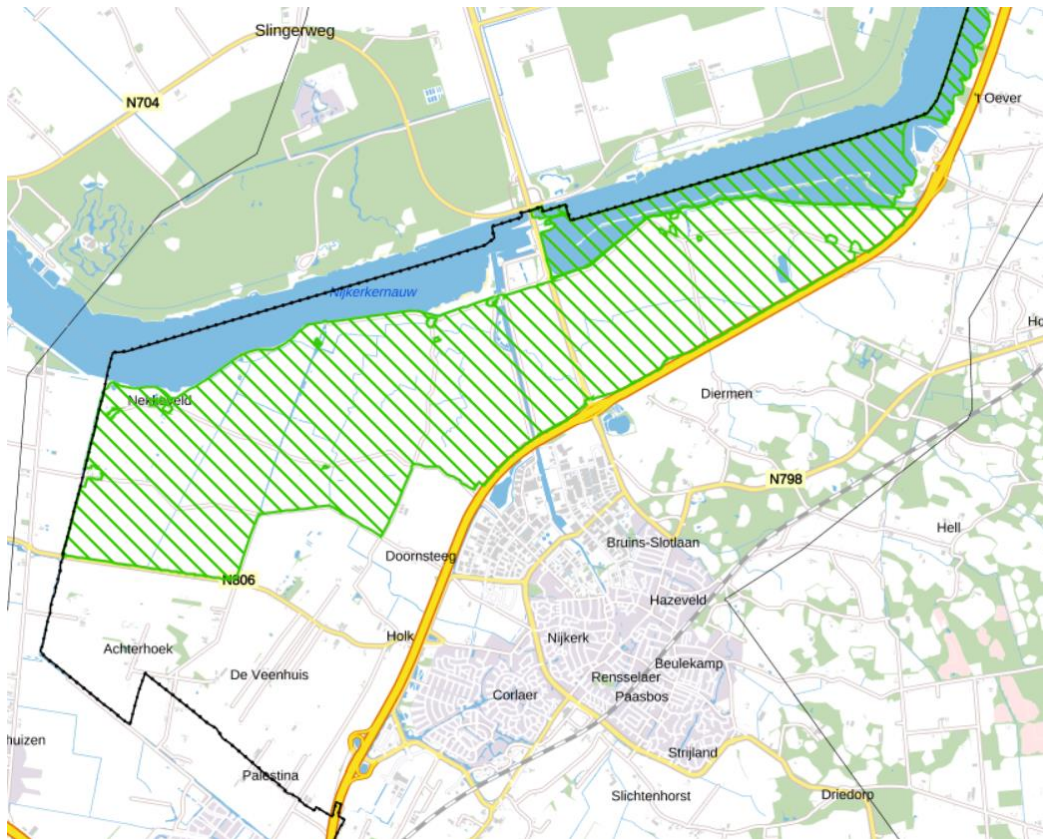 Slingerweg
N704
't Oever
Nijkerkernauw
Nekkeveld
Diermen
N798
Hell
Doornsteeg
Bruins-Slotlaan
N806
Hazeveld
Holk
Nijkerk
Achterhoek
De Veenhuis
Beulekamp
Rensselaer
Corlaer
Paasbos
huizen
Strijland
Palestina
Slichtenhorst
Driedorp